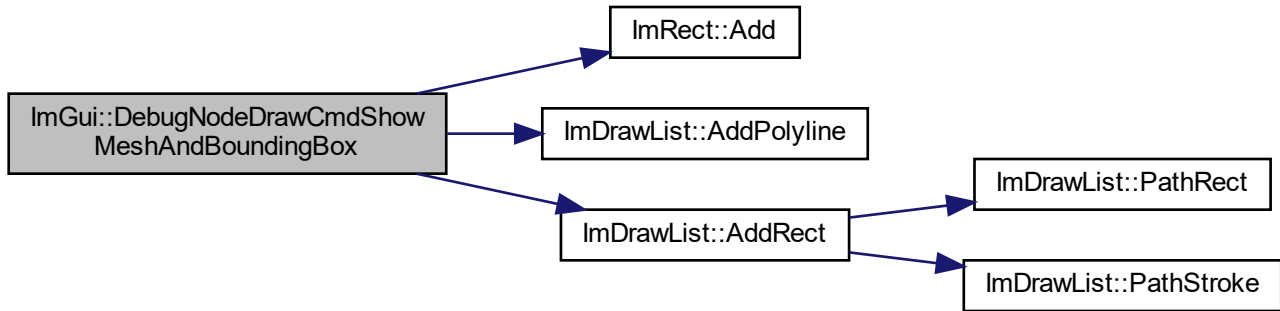 ImRect::Add
ImGui::DebugNodeDrawCmdShow
MeshAndBoundingBox
ImDrawList::AddPolyline
ImDrawList::AddRect
ImDrawList::PathRect
ImDrawList::PathStroke